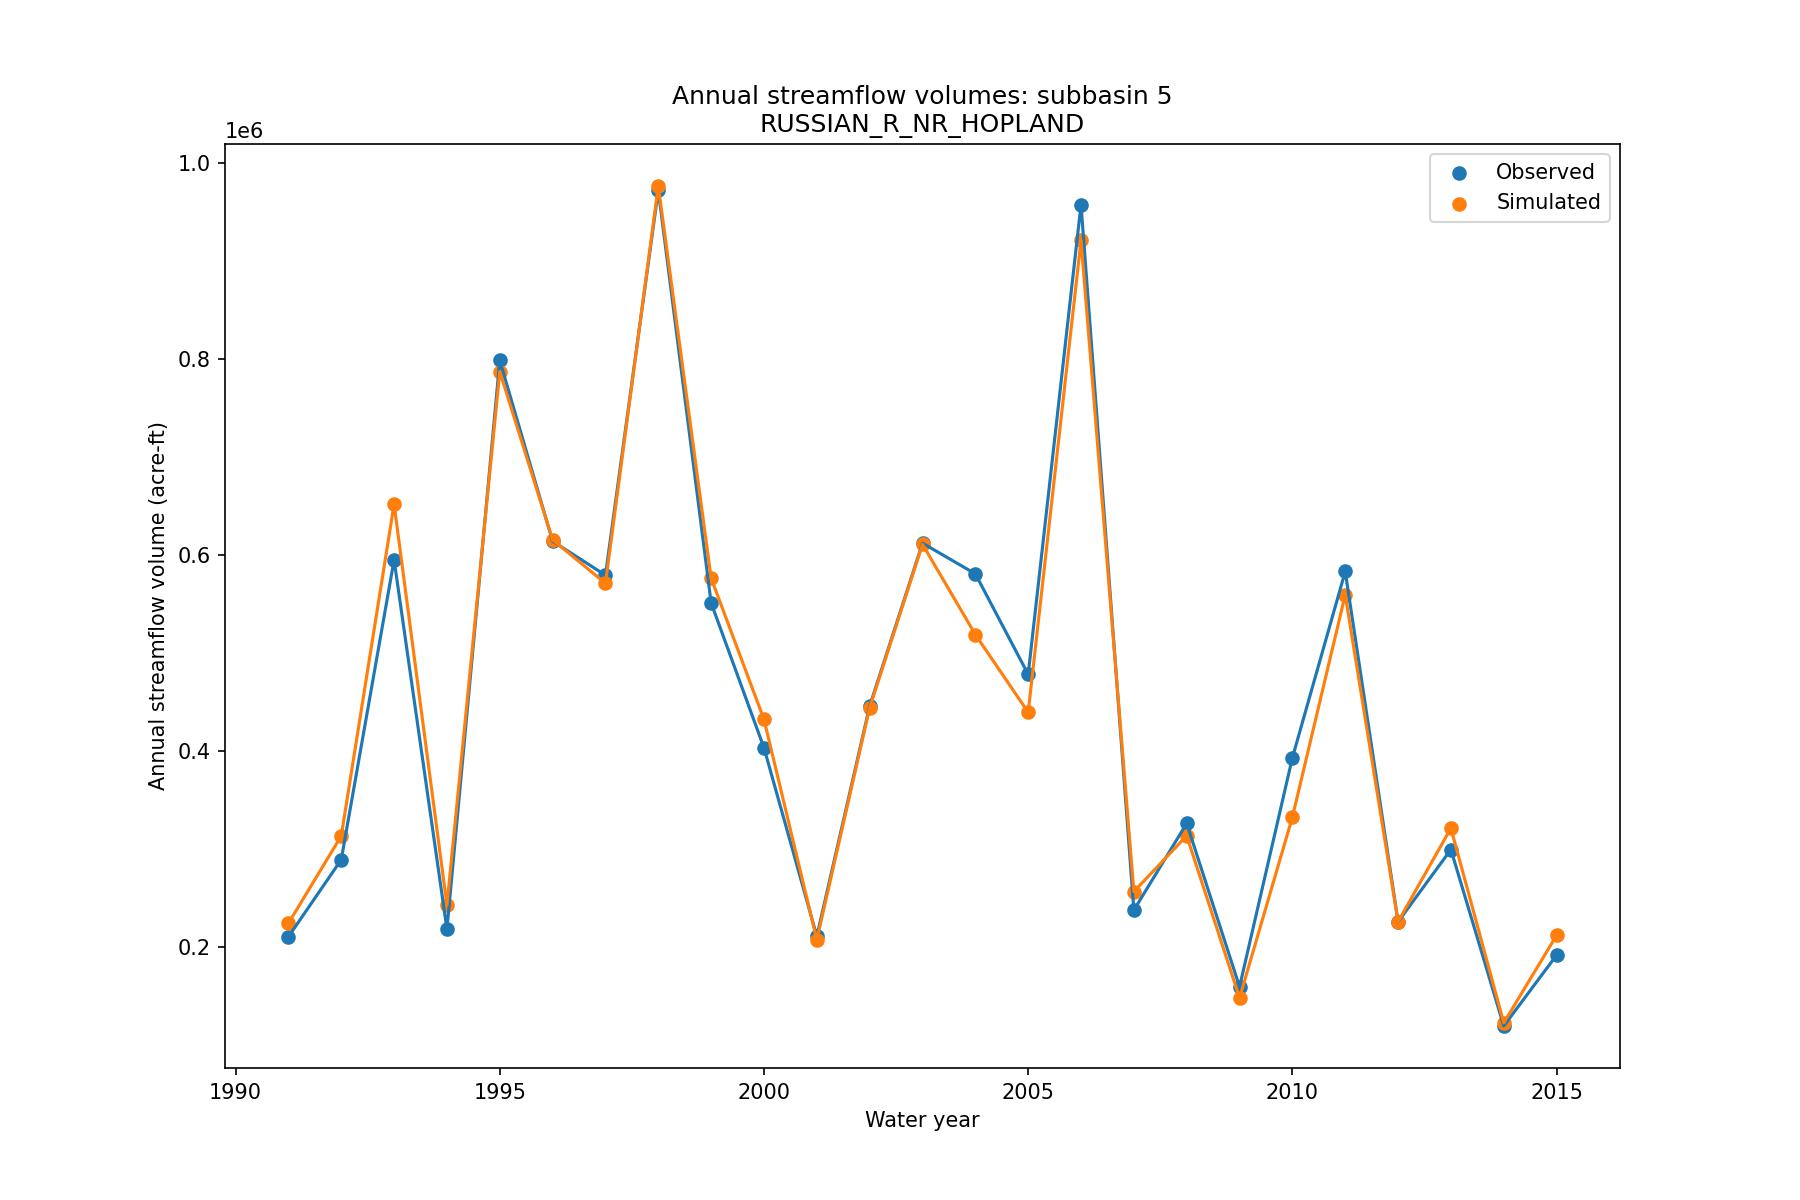 Annual streamflow volumes: subbasin 5
RUSSIAN_R_NR_HOPLAND
1e6
1.0
0.8
0.6
0.4
0.2
Annual streamflow volume (acre-ft)
Observed
Simulated
1990 1995 2000 2005 2010 2015
Water year